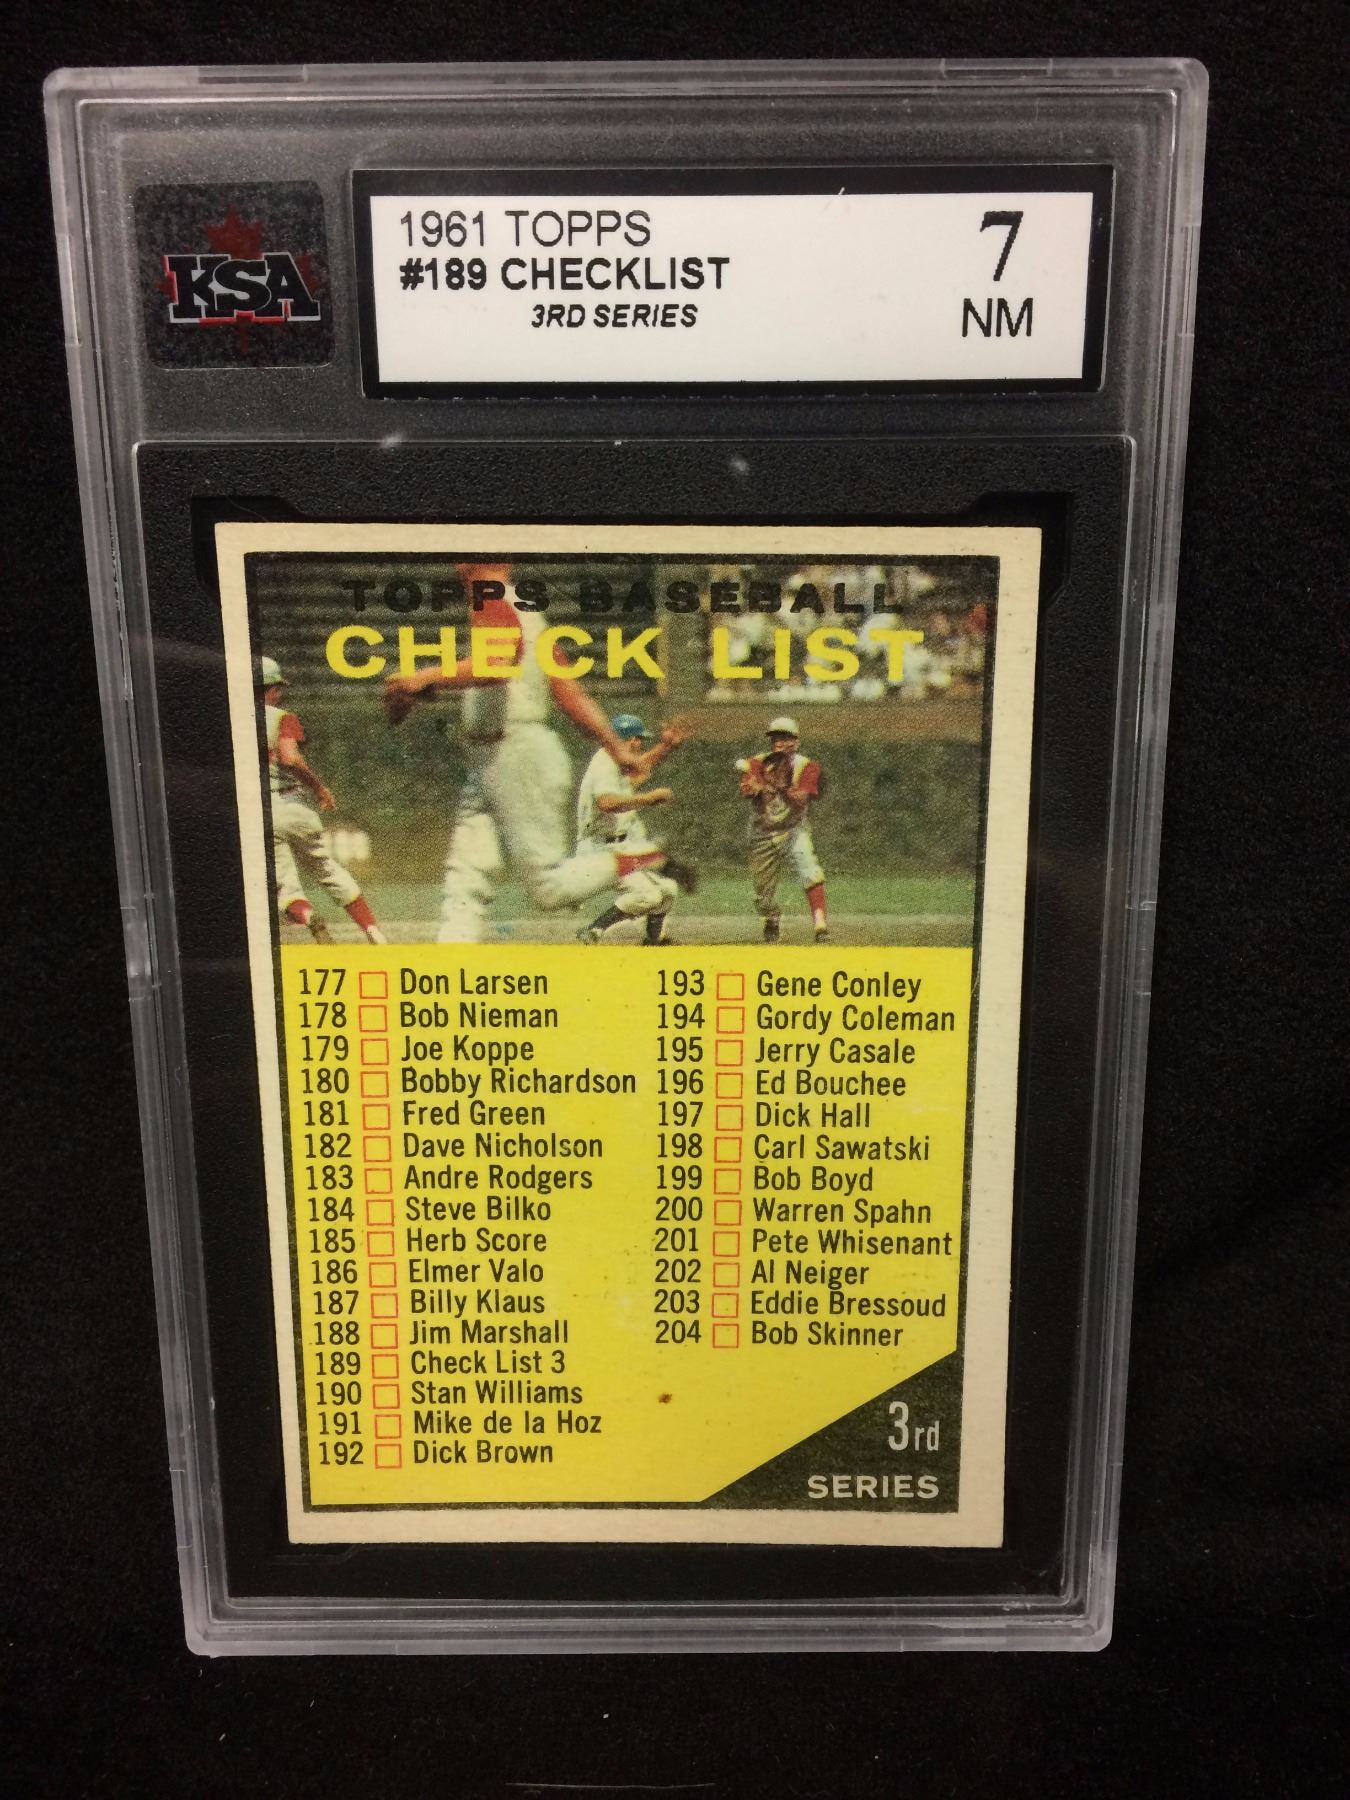 KSA
1961 TOPPS
#189 CHECKLIST
3RD SERIES
7
NM
TOPPS BASEBALL
CHECK LIST
177 Don Larsen
178 Bob Nieman
179 Joe Koppe
180 Bobby Richardson
181 Fred Green
182 Dave Nicholson
183 Andre Rodgers
184 Steve Bilko
185 Herb Score
186 Elmer Valo
187 Billy Klaus
188 Jim Marshall
189 Check List 3
190 Stan Williams
191 Mike de la Hoz
192 Dick Brown
193 Gene Conley
194 Gordy Coleman
195 Jerry Casale
196 Ed Bouchee
197 Dick Hall
198 Carl Sawatski
199 Bob Boyd
200 Warren Spahn
201 Pete Whisenant
202 Al Neiger
203 Eddie Bressoud
204 Bob Skinner
3rd
SERIES